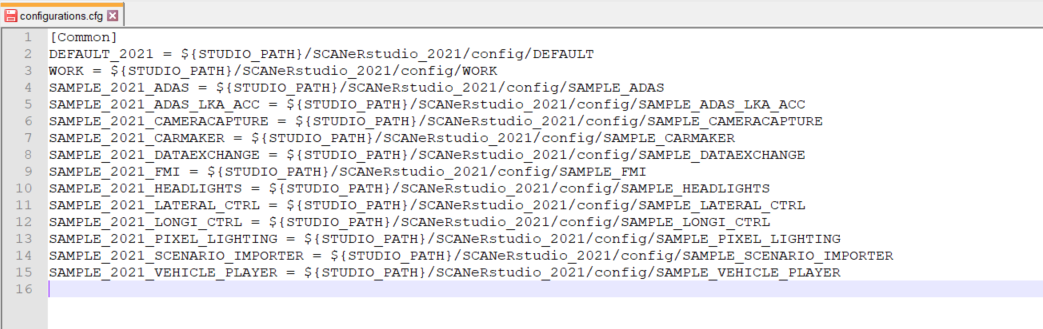 configurations.cfg
1 [Common]
2 DEFAULT_2021 = ${STUDIO_PATH}/SCANeRstudio_2021/config/DEFAULT
3 WORK = ${STUDIO_PATH}/SCANeRstudio_2021/config/WORK
4 SAMPLE_2021_ADAS = ${STUDIO_PATH}/SCANeRstudio_2021/config/SAMPLE_ADAS
5 SAMPLE_2021_ADAS_LKA_ACC = ${STUDIO_PATH}/SCANeRstudio_2021/config/SAMPLE_ADAS_LKA_ACC
6 SAMPLE_2021_CAMERACAPTURE = ${STUDIO_PATH}/SCANeRstudio_2021/config/SAMPLE_CAMERACAPTURE
7 SAMPLE_2021_CARMAKER = ${STUDIO_PATH}/SCANeRstudio_2021/config/SAMPLE_CARMAKER
8 SAMPLE_2021_DATAEXCHANGE = ${STUDIO_PATH}/SCANeRstudio_2021/config/SAMPLE_DATAEXCHANGE
9 SAMPLE_2021_FMI = ${STUDIO_PATH}/SCANeRstudio_2021/config/SAMPLE_FMI
10 SAMPLE_2021_HEADLIGHTS = ${STUDIO_PATH}/SCANeRstudio_2021/config/SAMPLE_HEADLIGHTS
11 SAMPLE_2021_LATERAL_CTRL = ${STUDIO_PATH}/SCANeRstudio_2021/config/SAMPLE_LATERAL_CTRL
12 SAMPLE_2021_LONGI_CTRL = ${STUDIO_PATH}/SCANeRstudio_2021/config/SAMPLE_LONGI_CTRL
13 SAMPLE_2021_PIXEL_LIGHTING = ${STUDIO_PATH}/SCANeRstudio_2021/config/SAMPLE_PIXEL_LIGHTING
14 SAMPLE_2021_SCENARIO_IMPORTER = ${STUDIO_PATH}/SCANeRstudio_2021/config/SAMPLE_SCENARIO_IMPORTER
15 SAMPLE_2021_VEHICLE_PLAYER = ${STUDIO_PATH}/SCANeRstudio_2021/config/SAMPLE_VEHICLE_PLAYER
16